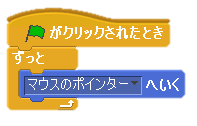 がクリックされたとき
ずっと
マウスのポインター へいく